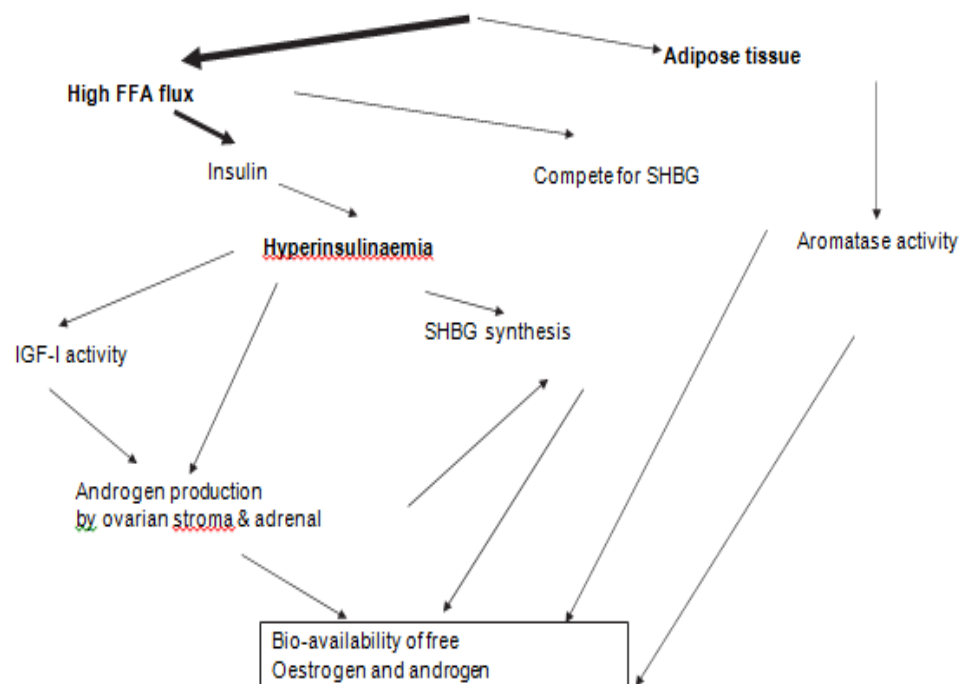 Adipose tissue
High FFA flux
Insulin
Compete for SHBG
Hyperinsulinaemia
Aromatase activity
SHBG synthesis
IGF-I activity
Androgen production
by ovarian stroma & adrenal
Bio-availability of free
Oestrogen and androgen